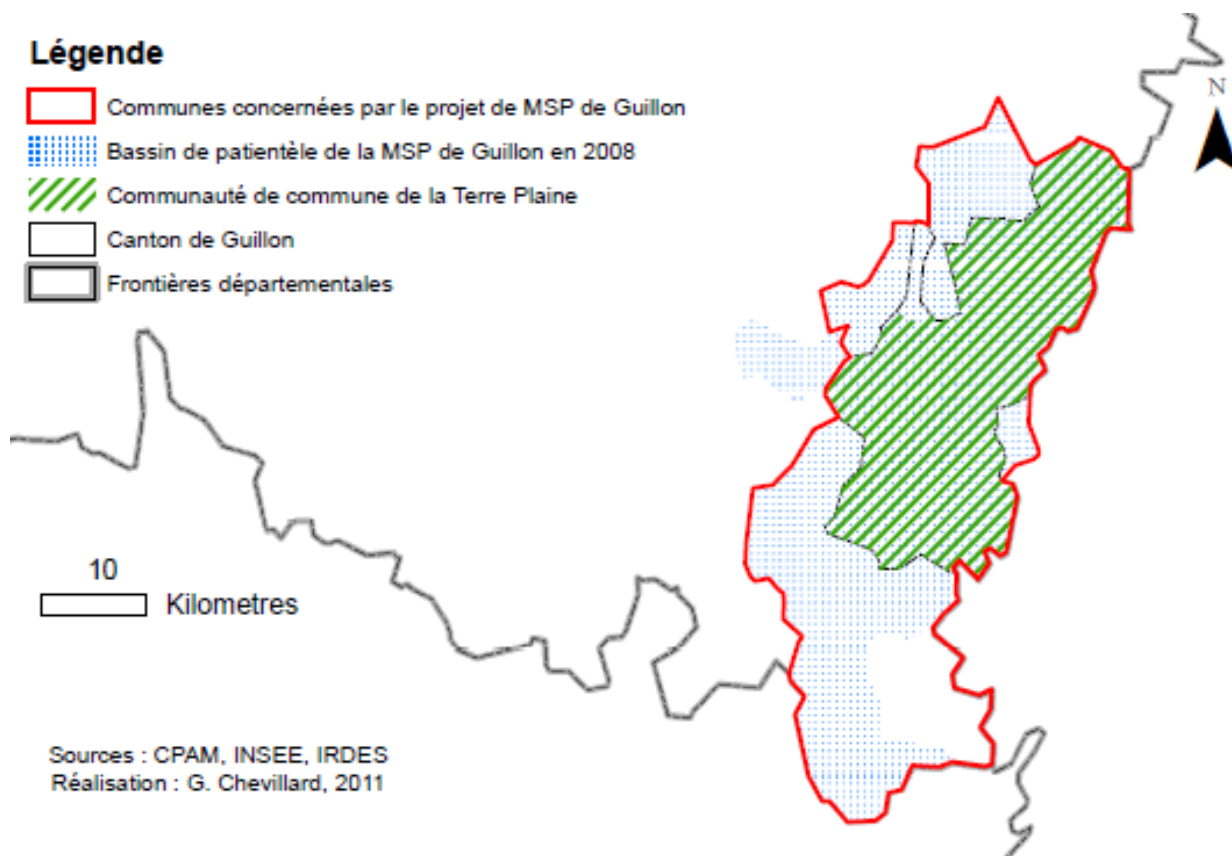 Légende
Communes concernées par le projet de MSP de Guillon
Bassin de patientèle de la MSP de Guillon en 2008
Communauté de commune de la Terre Plaine
Canton de Guillon
Frontières départementales
N
10
Kilometres
Sources : CPAM, INSEE, IRDES
Réalisation : G. Chevillard, 2011